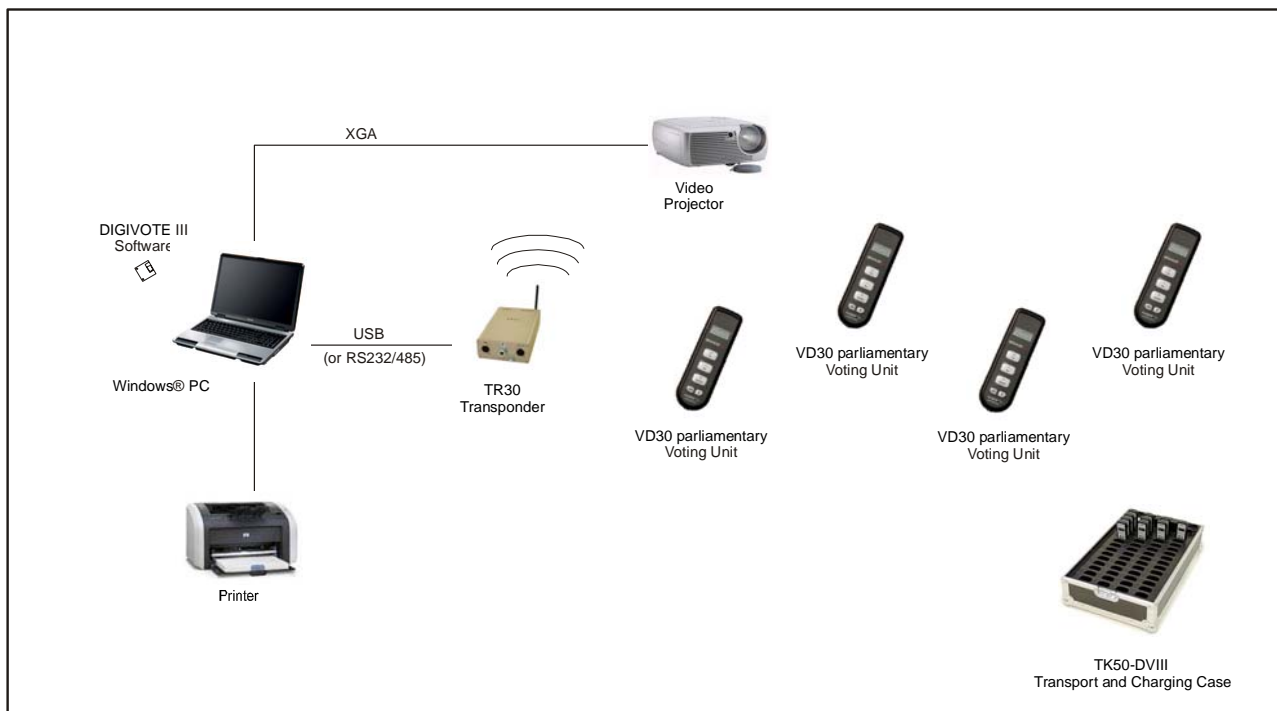 XGA
Video
Projector
DIGIVOTE III
Software
USB
(or RS232/485)
Windows® PC
TR30
Transponder
VD30 parliamentary
Voting Unit
VD30 parliamentary
Voting Unit
VD30 parliamentary
Voting Unit
VD30 parliamentary
Voting Unit
Printer
TK50-DVIII
Transport and Charging Case